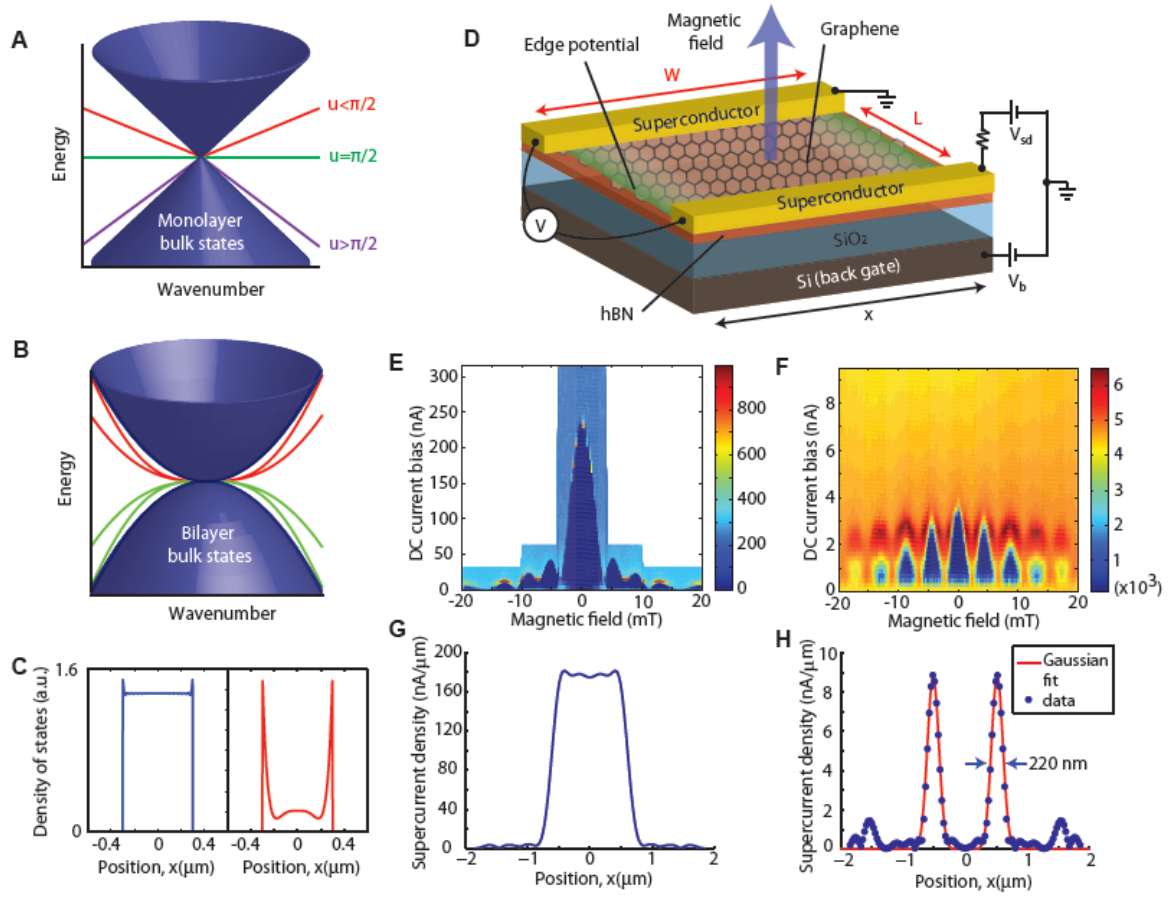 A
Energy
u<π/2
u=π/2
u>π/2
Monolayer
bulk states
Wavenumber
B
Energy
Bilayer
bulk states
Wavenumber
C
Density of states (a.u.)
1.6
0
-0.4 0 0.4
-0.4 0 0.4
Position, x(μm)
Position, x(μm)
D
Magnetic
field
Graphene
Edge potential
W
L
Superconductor
Superconductor
V
Vsd
Vb
SiO2
Si (back gate)
hBN
x
E
DC current bias (nA)
300
250
200
150
100
50
0
-20 -10 0 10 20
Magnetic field (mT)
800
600
400
200
0
F
DC current bias (nA)
8
6
4
2
0
-20 -10 0 10 20
Magnetic field (mT)
6
5
4
3
2
1
(x10³)
G
Supercurrent density (nA/μm)
200
160
120
80
40
0
−2 −1 0 1 2
Position, x(μm)
H
Supercurrent density (nA/μm)
10
8
6
4
2
0
−2 −1 0 1 2
Position, x(μm)
Gaussian
fit
data
220 nm